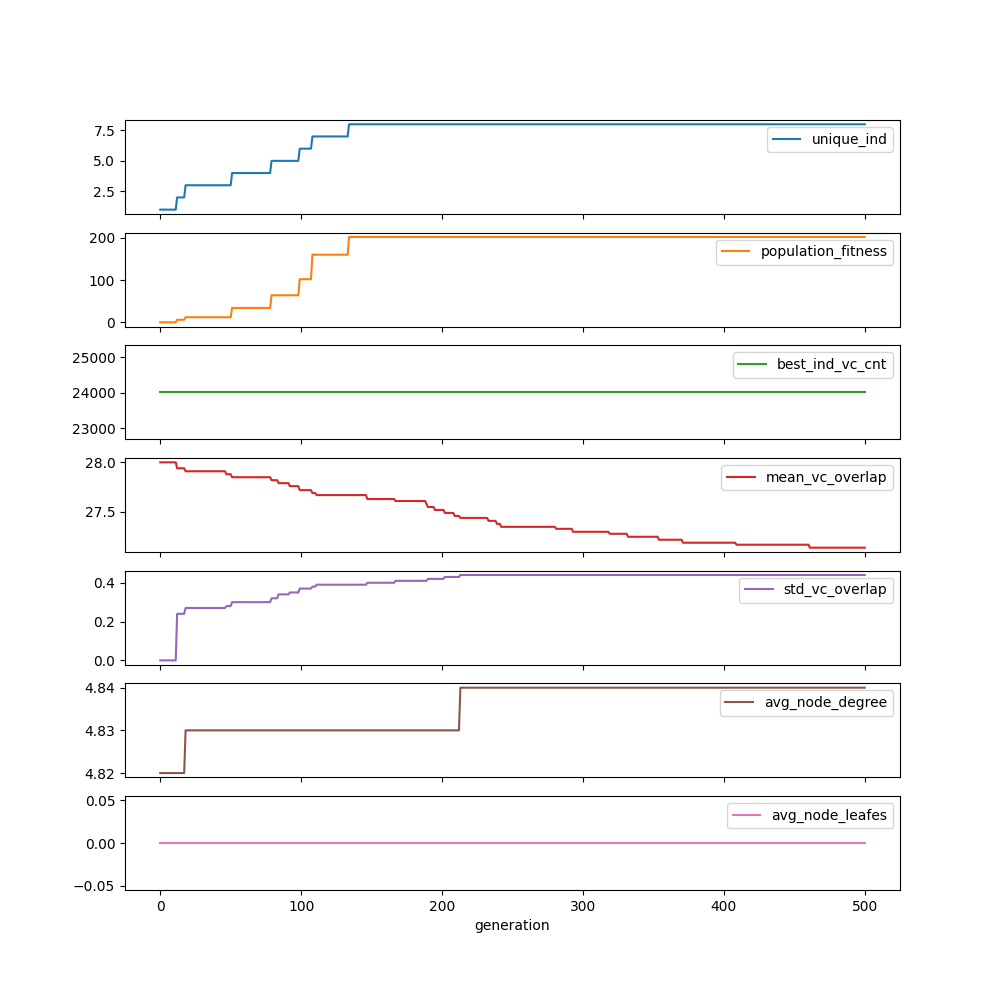 7.5
5.0
2.5
unique_ind
200
100
0
population_fitness
25000
24000
23000
best_ind_vc_cnt
28.0
27.5
mean_vc_overlap
0.4
0.2
0.0
std_vc_overlap
4.84
4.83
4.82
avg_node_degree
0.05
0.00
−0.05
avg_node_leafes
0 100 200 300 400 500
generation